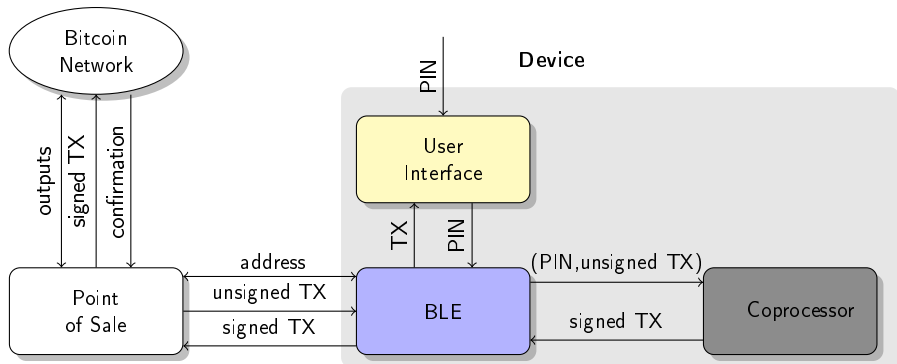 Bitcoin
Network
Device
PIN
User
Interface
outputs
signed TX
confirmation
TX
PIN
address
unsigned TX
signed TX
Point
of Sale
BLE
(PIN,unsigned TX)
signed TX
Coprocessor